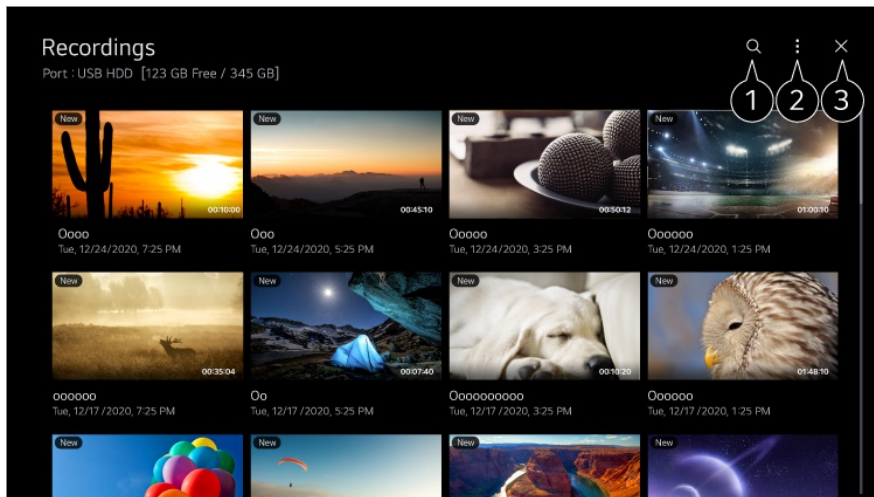 Recordings
Port : USB HDD [123 GB Free / 345 GB]
1 2 3
New New New New
00:10:00 00:45:10 00:50:12 01:00:10
Oooo Ooo Ooooo Oooooo
Tue, 12/24/2020, 7:25 PM Tue, 12/24/2020, 5:25 PM Tue, 12/24/2020, 3:25 PM Tue, 12/24/2020, 1:25 PM
New New New New
00:35:04 00:07:40 00:10:20 01:48:10
oooooo Oo Oooooooooo Oooooo
Tue, 12/17 /2020, 7:25 PM Tue, 12/17 /2020, 5:25 PM Tue, 12/17 /2020, 3:25 PM Tue, 12/17 /2020, 1:25 PM
New New New New